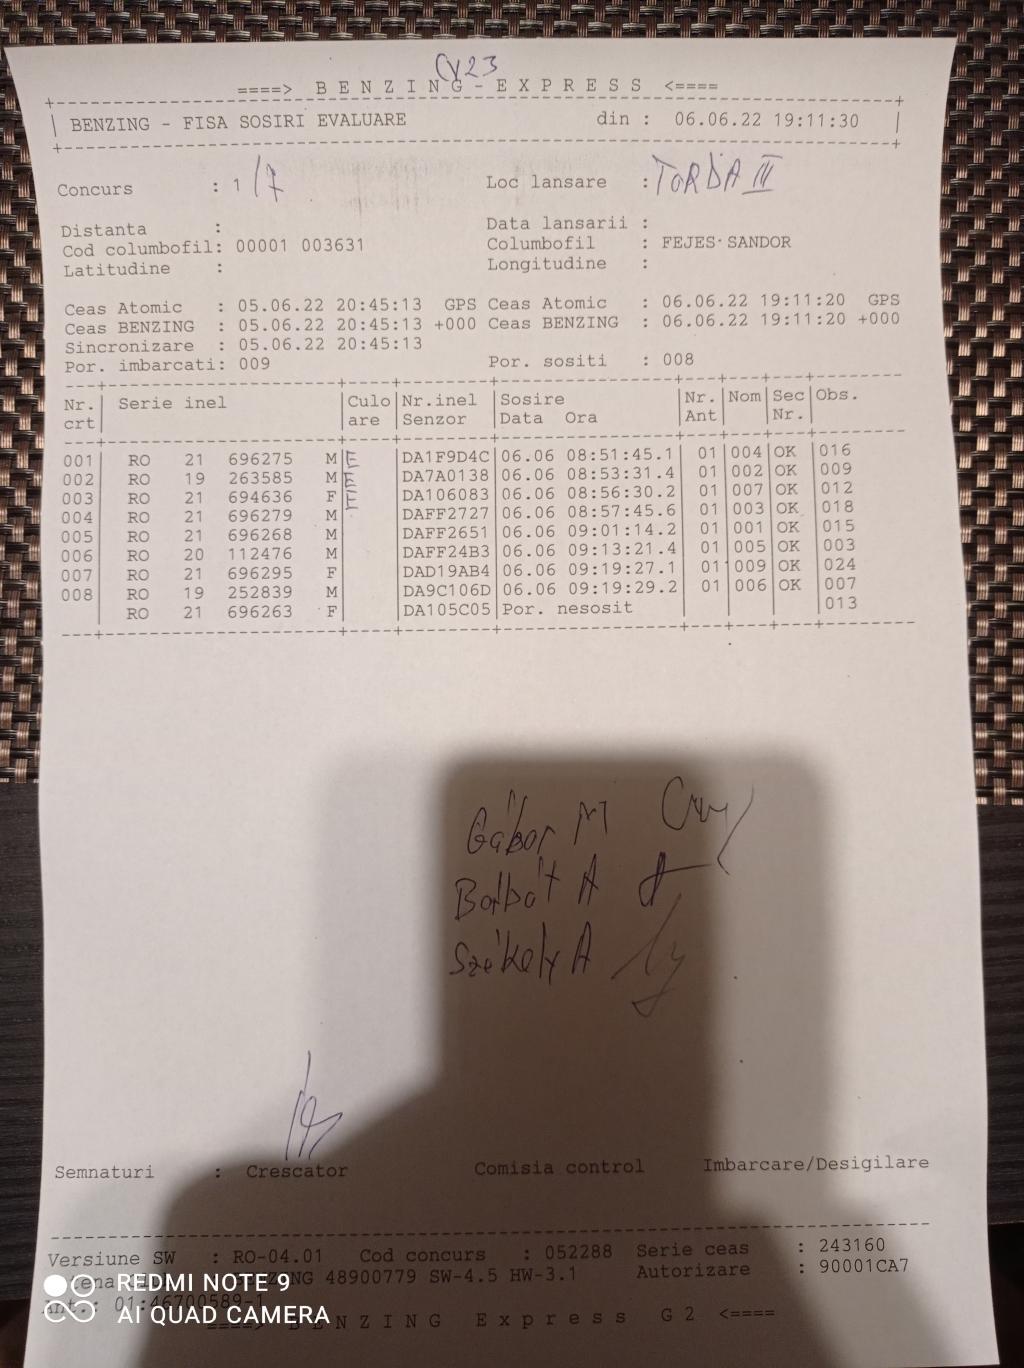 CV23
====> B E N Z I N G - E X P R E S S <====
BENZING - FISA SOSIRI EVALUARE din : 06.06.22 19:11:30
Concurs : 1 /7 Loc lansare : TORDA III
Distanta : Data lansarii :
Cod columbofil: 00001 003631 Columbofil : FEJES SANDOR
Latitudine : Longitudine :
Ceas Atomic : 05.06.22 20:45:13 GPS Ceas Atomic : 06.06.22 19:11:20 GPS
Ceas BENZING : 05.06.22 20:45:13 +000 Ceas BENZING : 06.06.22 19:11:20 +000
Sincronizare : 05.06.22 20:45:13
Por. imbarcati: 009 Por. sositi : 008
Nr. crt Serie inel Culo are Nr.inel Senzor Sosire Data Ora Nr. Ant Nom Sec Nr. Obs.
001 RO 21 696275 M E DA1F9D4C 06.06 08:51:45.1 01 004 OK 016
002 RO 19 263585 M E DA7A0138 06.06 08:53:31.4 01 002 OK 009
003 RO 21 694636 F E DA106083 06.06 08:56:30.2 01 007 OK 012
004 RO 21 696279 M DAFF2727 06.06 08:57:45.6 01 003 OK 018
005 RO 21 696268 M DAFF2651 06.06 09:01:14.2 01 001 OK 015
006 RO 20 112476 M DAFF24B3 06.06 09:13:21.4 01 005 OK 003
007 RO 21 696295 F DAD19AB4 06.06 09:19:27.1 01 009 OK 024
008 RO 19 252839 M DA9C106D 06.06 09:19:29.2 01 006 OK 007
RO 21 696263 F DA105C05 Por. nesosit 013
Gábor M
Botbát A
Székely A
Semnaturi : Crescator Comisia control Imbarcare/Desigilare
Versiune SW : RO-04.01 Cod concurs : 052288 Serie ceas : 243160
48900779 SW-4.5 HW-3.1 Autorizare : 90001CA7
REDMI NOTE 9
Ant.: 01:46700589-1
AI QUAD CAMERA
====> B E N Z I N G E x p r e s s G 2 <====